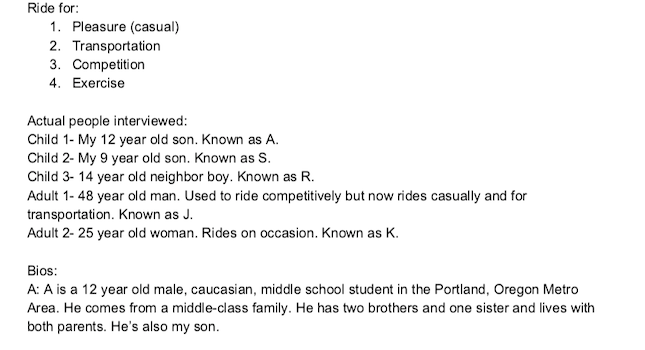 Ride for:
1. Pleasure (casual)
2. Transportation
3. Competition
4. Exercise
Actual people interviewed:
Child 1- My 12 year old son. Known as A.
Child 2- My 9 year old son. Known as S.
Child 3- 14 year old neighbor boy. Known as R.
Adult 1- 48 year old man. Used to ride competitively but now rides casually and for
transportation. Known as J.
Adult 2- 25 year old woman. Rides on occasion. Known as K.
Bios:
A: A is a 12 year old male, caucasian, middle school student in the Portland, Oregon Metro
Area. He comes from a middle-class family. He has two brothers and one sister and lives with
both parents. He's also my son.